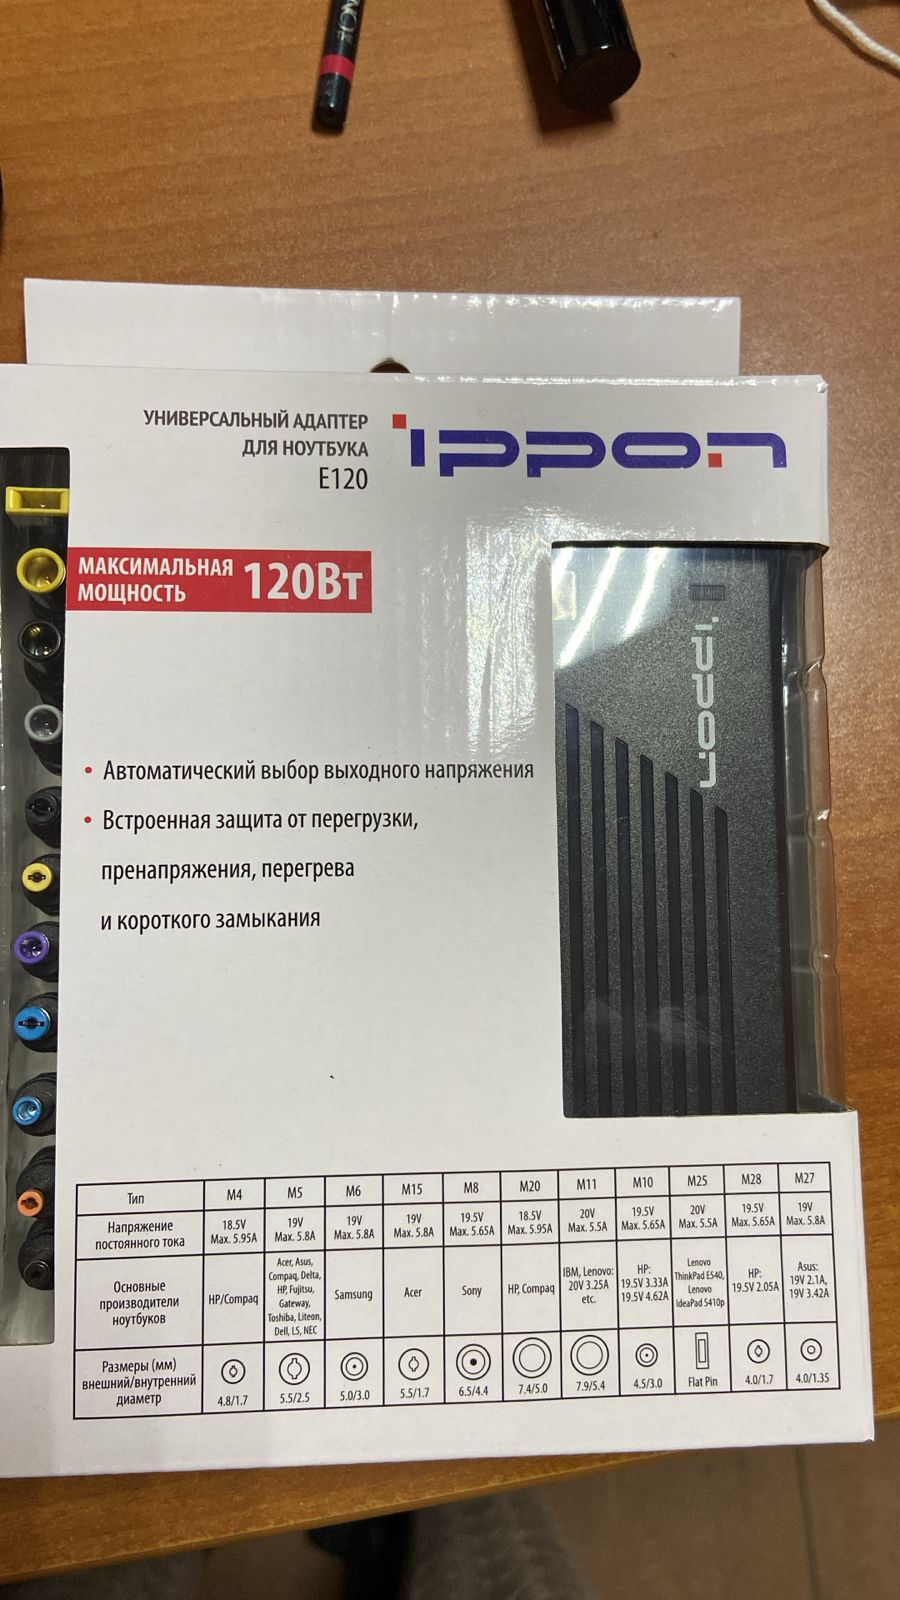 УНИВЕРСАЛЬНЫЙ АДАПТЕР
ДЛЯ НОУТБУКА
E120
ippon
МАКСИМАЛЬНАЯ
МОЩНОСТЬ
120Вт
ippon
• Автоматический выбор выходного напряжения
• Встроенная защита от перегрузки,
пренапряжения, перегрева
и короткого замыкания
Тип M4 M5 M6 M15 M8 M20 M11 M10 M25 M28 M27
Напряжение постоянного тока 18.5V Max. 5.95A 19V Max. 5.8A 19V Max. 5.8A 19V Max. 5.8A 19.5V Max. 5.65A 18.5V Max. 5.95A 20V Max. 5.5A 19.5V Max. 5.65A 20V Max. 5.5A 19.5V Max. 5.65A 19V Max. 5.8A
Основные производители ноутбуков HP/Compaq Acer, Asus, Compaq, Delta, HP, Fujitsu, Gateway, Toshiba, Liteon, Dell, LS, NEC Samsung Acer Sony HP, Compaq IBM, Lenovo: 20V 3.25A etc. HP: 19.5V 3.33A 19.5V 4.62A Lenovo ThinkPad E540, Lenovo IdeaPad S410p HP: 19.5V 2.05A Asus: 19V 2.1A, 19V 3.42A
Размеры (мм) внешний/внутренний диаметр 4.8/1.7 5.5/2.5 5.0/3.0 5.5/1.7 6.5/4.4 7.4/5.0 7.9/5.4 4.5/3.0 Flat Pin 4.0/1.7 4.0/1.35